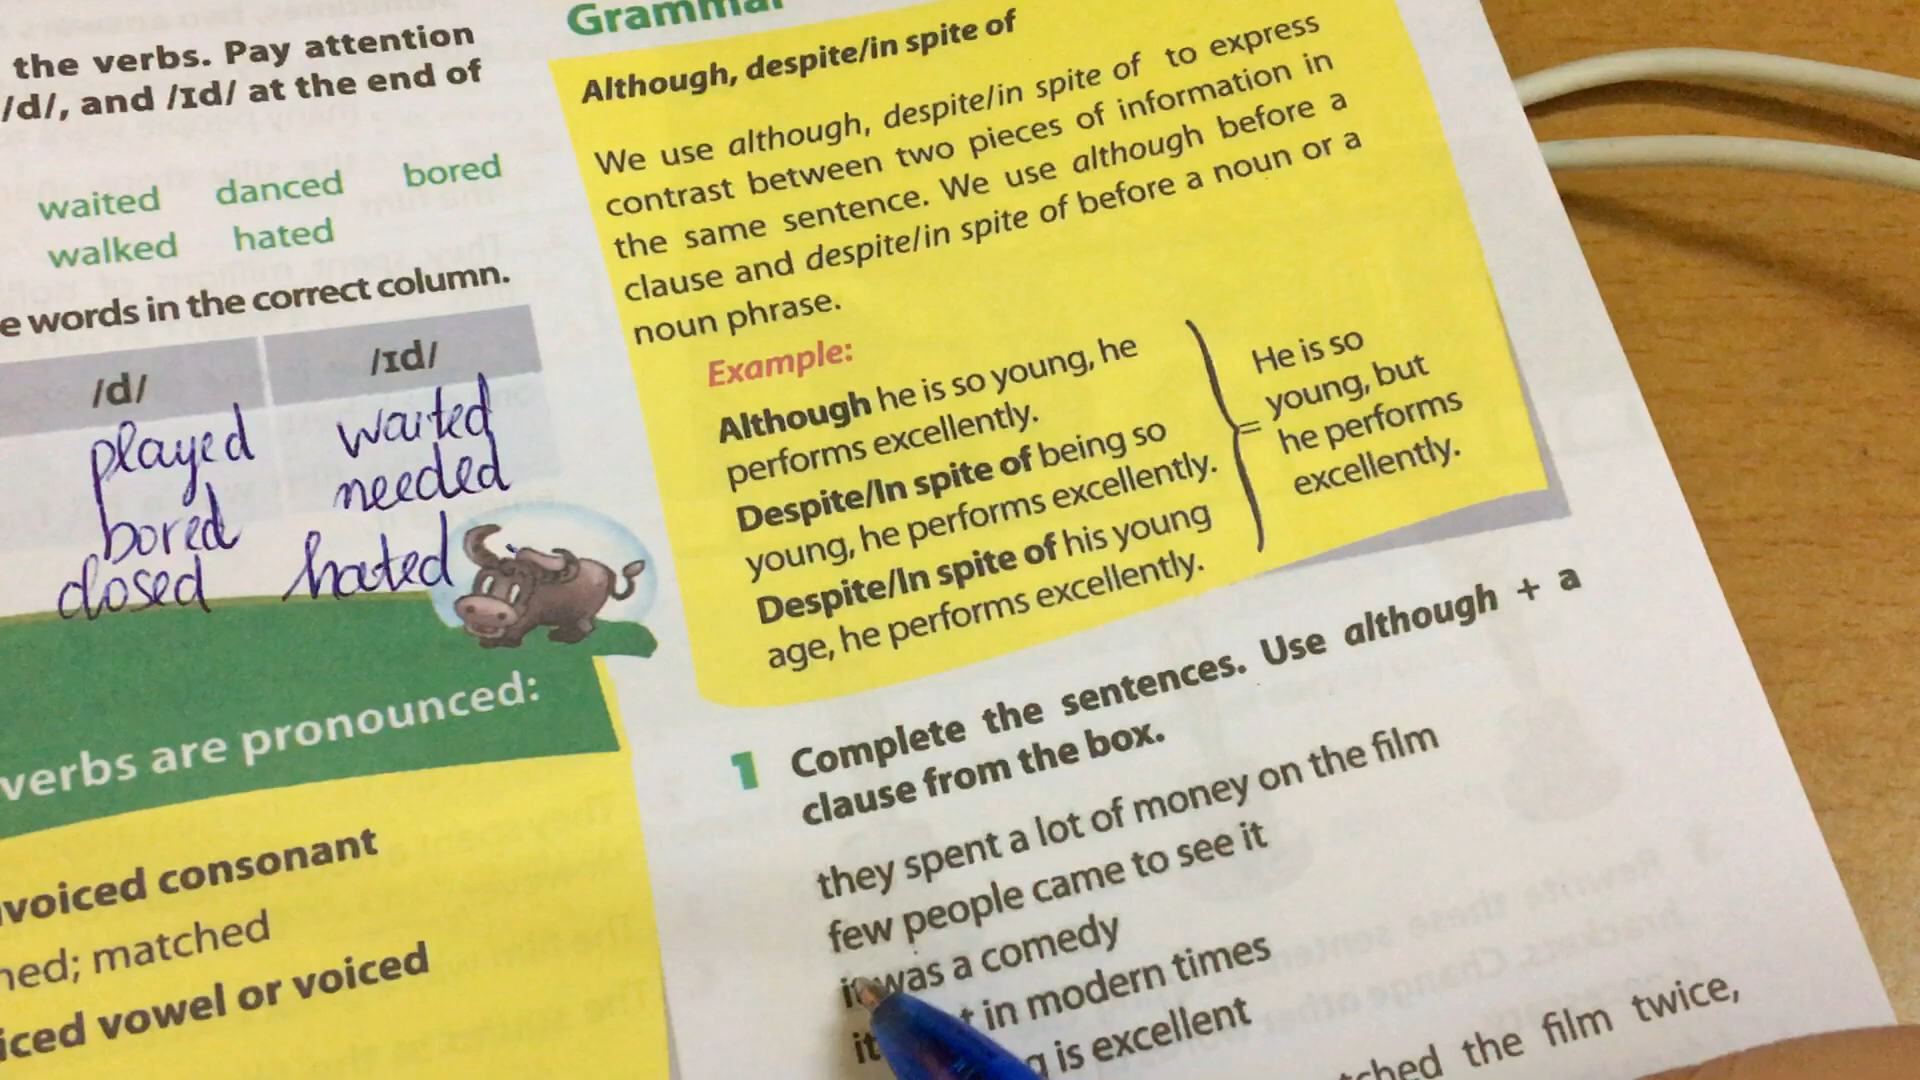 the verbs. Pay attention
/d/, and /ɪd/ at the end of
waited danced bored
walked hated
words in the correct column.
/d/ /ɪd/
played waited
needed
bored
closed hated
verbs are pronounced:
voiced consonant
matched
vowel or voiced
Grammar
Although, despite/in spite of
We use although, despite/in spite of to express
contrast between two pieces of information in
the same sentence. We use although before a
clause and despite/in spite of before a noun or a
noun phrase.
Example:
Although he is so young, he
performs excellently.
Despite/In spite of being so
young, he performs excellently.
Despite/In spite of his young
age, he performs excellently.
= He is so
young, but
he performs
excellently.
1 Complete the sentences. Use although + a
clause from the box.
they spent a lot of money on the film
few people came to see it
it was a comedy
it in modern times
is excellent
the film twice,